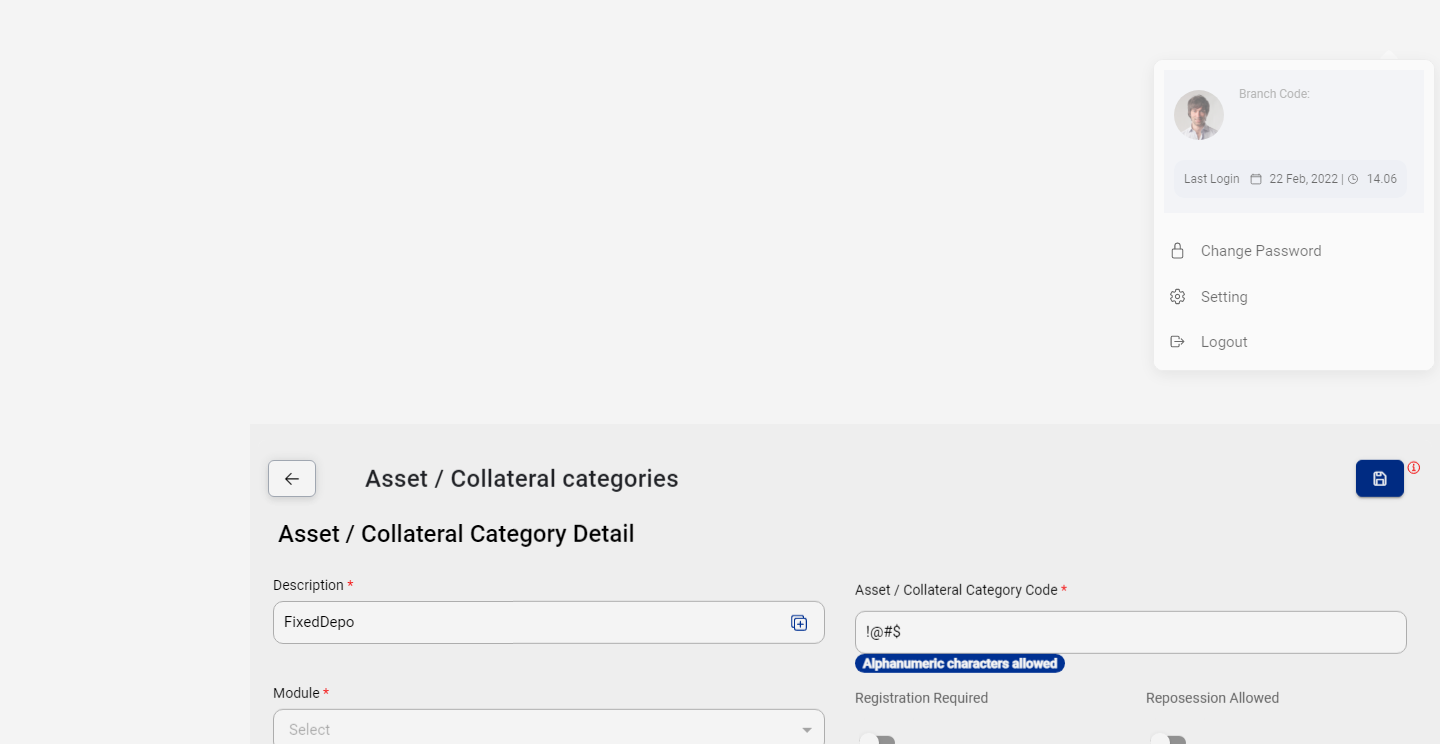 Branch Code:
Last Login 22 Feb, 2022 | 14.06
Change Password
Setting
Logout
Asset / Collateral categories
Asset / Collateral Category Detail
Description *
FixedDepo
Asset / Collateral Category Code *
!@#$
Alphanumeric characters allowed
Module *
Select
Registration Required
Reposession Allowed